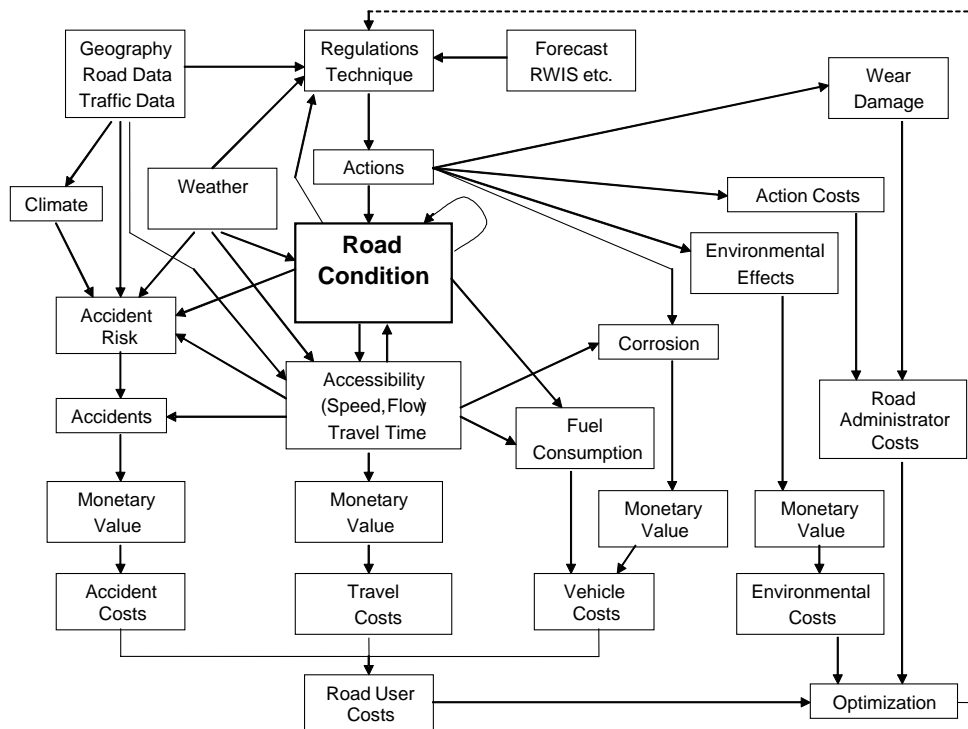 Geography
Road Data
Traffic Data
Regulations
Technique
Forecast
RWIS etc.
Wear
Damage
Actions
Weather
Climate
Action Costs
Road
Condition
Environmental
Effects
Accident
Risk
Corrosion
Accessibility
(Speed,Flow)
Travel Time
Accidents
Fuel
Consumption
Road
Administrator
Costs
Monetary
Value
Monetary
Value
Monetary
Value
Monetary
Value
Accident
Costs
Travel
Costs
Vehicle
Costs
Environmental
Costs
Road User
Costs
Optimization